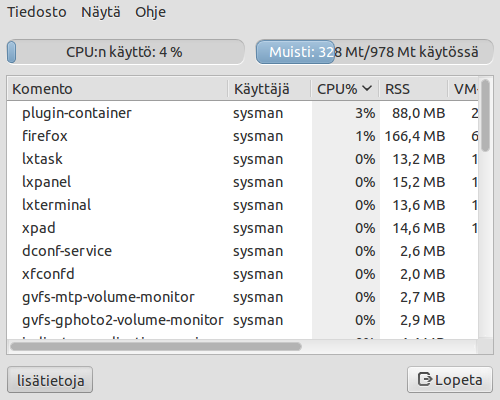 Tiedosto Näytä Ohje
CPU:n käyttö: 4 % Muisti: 328 Mt/978 Mt käytössä
Komento Käyttäjä CPU% RSS VM-
plugin-container sysman 3% 88,0 MB 2
firefox sysman 1% 166,4 MB 6
lxtask sysman 0% 13,2 MB 1
lxpanel sysman 0% 15,2 MB 1
lxterminal sysman 0% 13,6 MB 1
xpad sysman 0% 14,6 MB 1
dconf-service sysman 0% 2,6 MB
xfconfd sysman 0% 2,0 MB
gvfs-mtp-volume-monitor sysman 0% 2,7 MB
gvfs-gphoto2-volume-monitor sysman 0% 2,9 MB
lisätietoja Lopeta